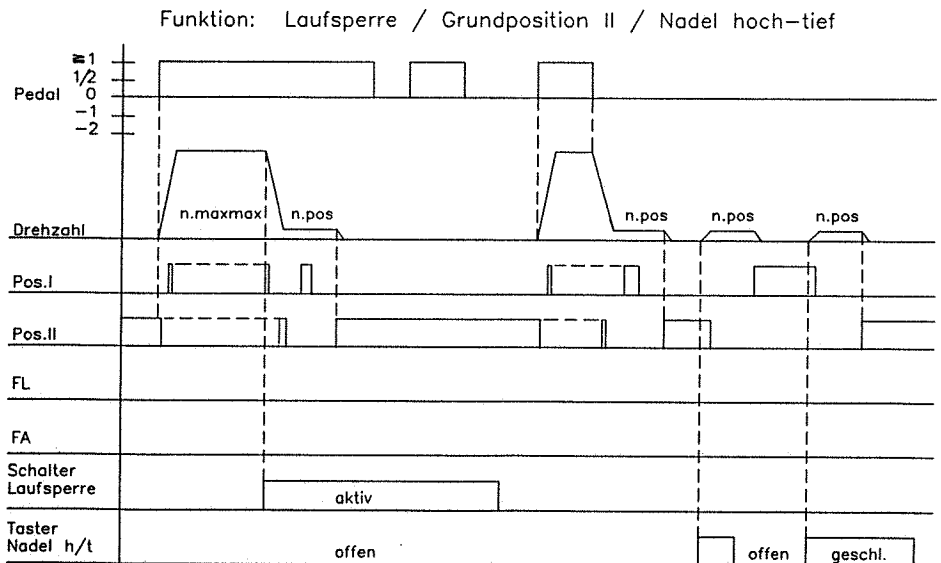 Funktion: Laufsperre / Grundposition II / Nadel hoch-tief
≧1
1/2
Pedal 0
-1
-2
n.maxmax n.pos n.pos n.pos n.pos
Drehzahl
Pos.I
Pos.II
FL
FA
Schalter
Laufsperre
aktiv
Taster
Nadel h/t
offen offen geschl.